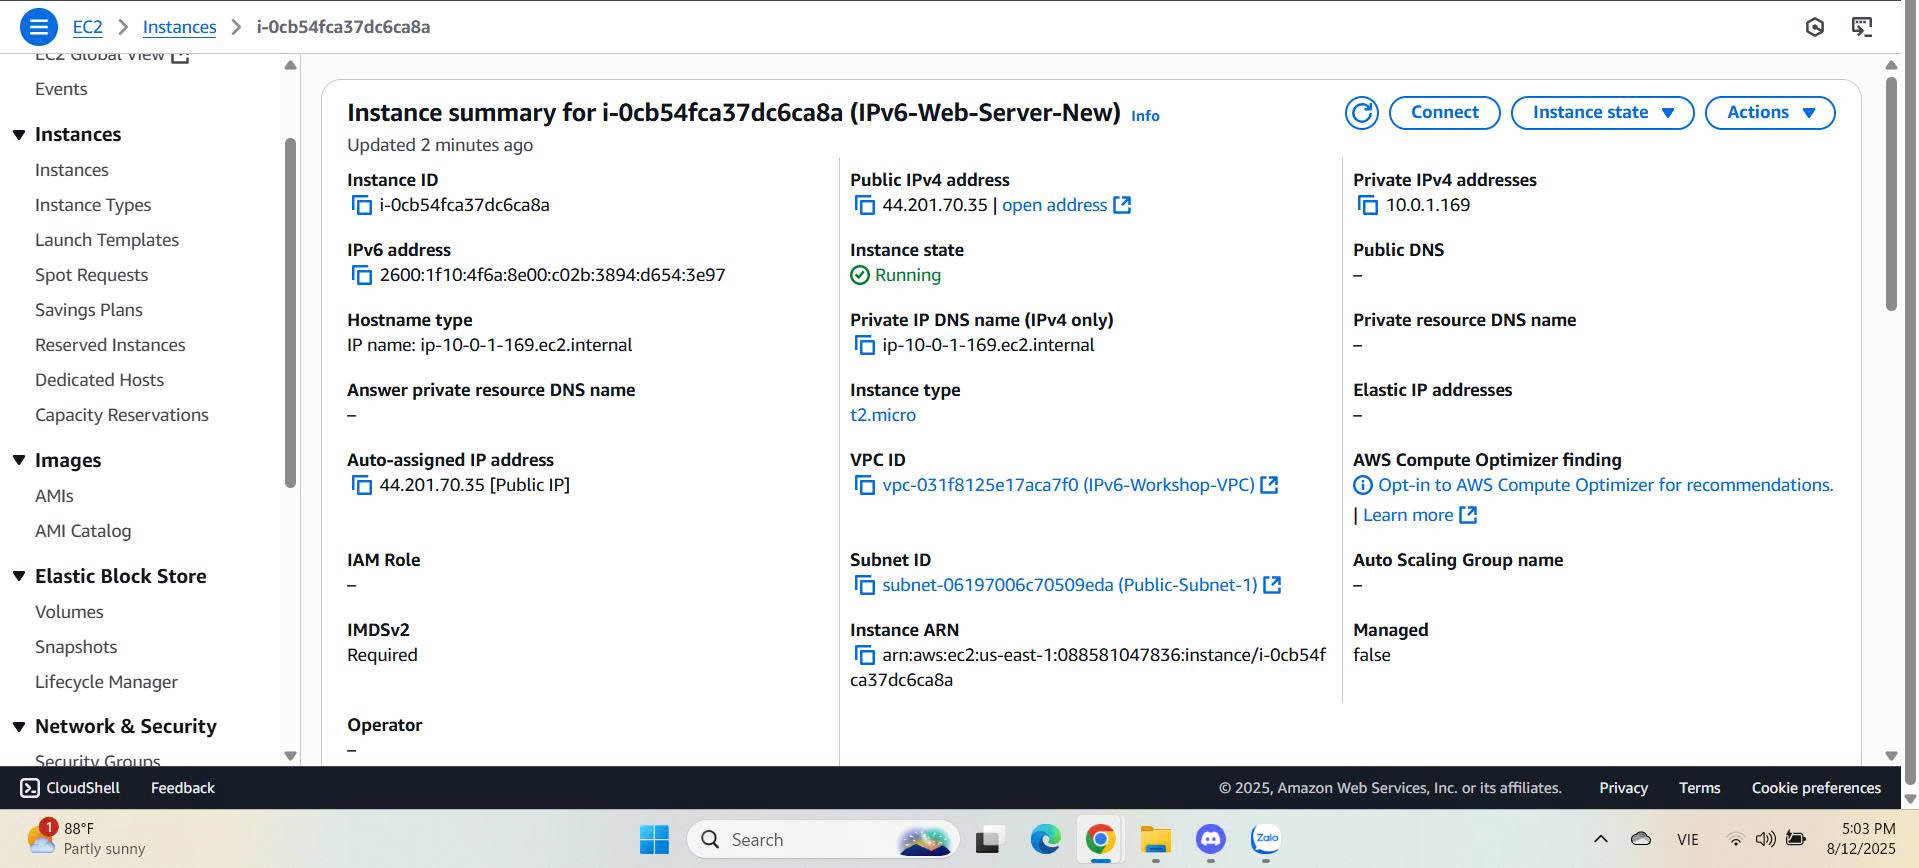 EC2 > Instances > i-0cb54fca37dc6ca8a
EC2 Global View
Events
Instances
Instances
Instance Types
Launch Templates
Spot Requests
Savings Plans
Reserved Instances
Dedicated Hosts
Capacity Reservations
Images
AMIs
AMI Catalog
Elastic Block Store
Volumes
Snapshots
Lifecycle Manager
Network & Security
Security Groups
Instance summary for i-0cb54fca37dc6ca8a (IPv6-Web-Server-New) Info
Connect
Instance state
Actions
Updated 2 minutes ago
Instance ID
i-0cb54fca37dc6ca8a
Public IPv4 address
44.201.70.35 | open address
Private IPv4 addresses
10.0.1.169
IPv6 address
2600:1f10:4f6a:8e00:c02b:3894:d654:3e97
Instance state
Running
Public DNS
–
Hostname type
IP name: ip-10-0-1-169.ec2.internal
Private IP DNS name (IPv4 only)
ip-10-0-1-169.ec2.internal
Private resource DNS name
–
Answer private resource DNS name
–
Instance type
t2.micro
Elastic IP addresses
–
Auto-assigned IP address
44.201.70.35 [Public IP]
VPC ID
vpc-031f8125e17aca7f0 (IPv6-Workshop-VPC)
AWS Compute Optimizer finding
Opt-in to AWS Compute Optimizer for recommendations.
| Learn more
IAM Role
–
Subnet ID
subnet-06197006c70509eda (Public-Subnet-1)
Auto Scaling Group name
–
IMDSv2
Required
Instance ARN
arn:aws:ec2:us-east-1:088581047836:instance/i-0cb54f
ca37dc6ca8a
Managed
false
Operator
–
CloudShell
Feedback
© 2025, Amazon Web Services, Inc. or its affiliates.
Privacy
Terms
Cookie preferences
1
88°F
Partly sunny
Search
Zalo
VIE
5:03 PM
8/12/2025